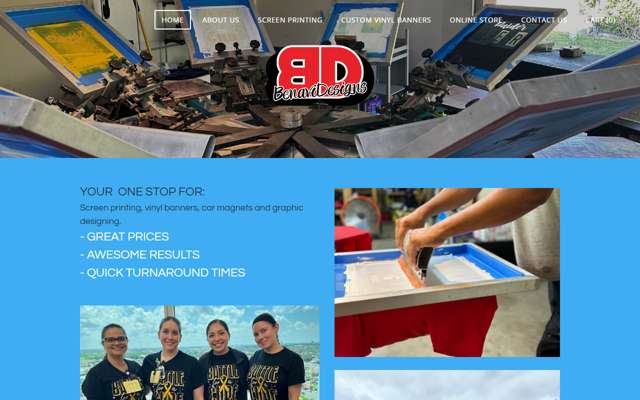 HOME
ABOUT US
SCREEN PRINTING
CUSTOM VINYL BANNERS
ONLINE STORE
CONTACT US
CART (0)
BD
BenaviDesigns
YOUR ONE STOP FOR:
Screen printing, vinyl banners, car magnets and graphic
designing.
- GREAT PRICES
- AWESOME RESULTS
- QUICK TURNAROUND TIMES